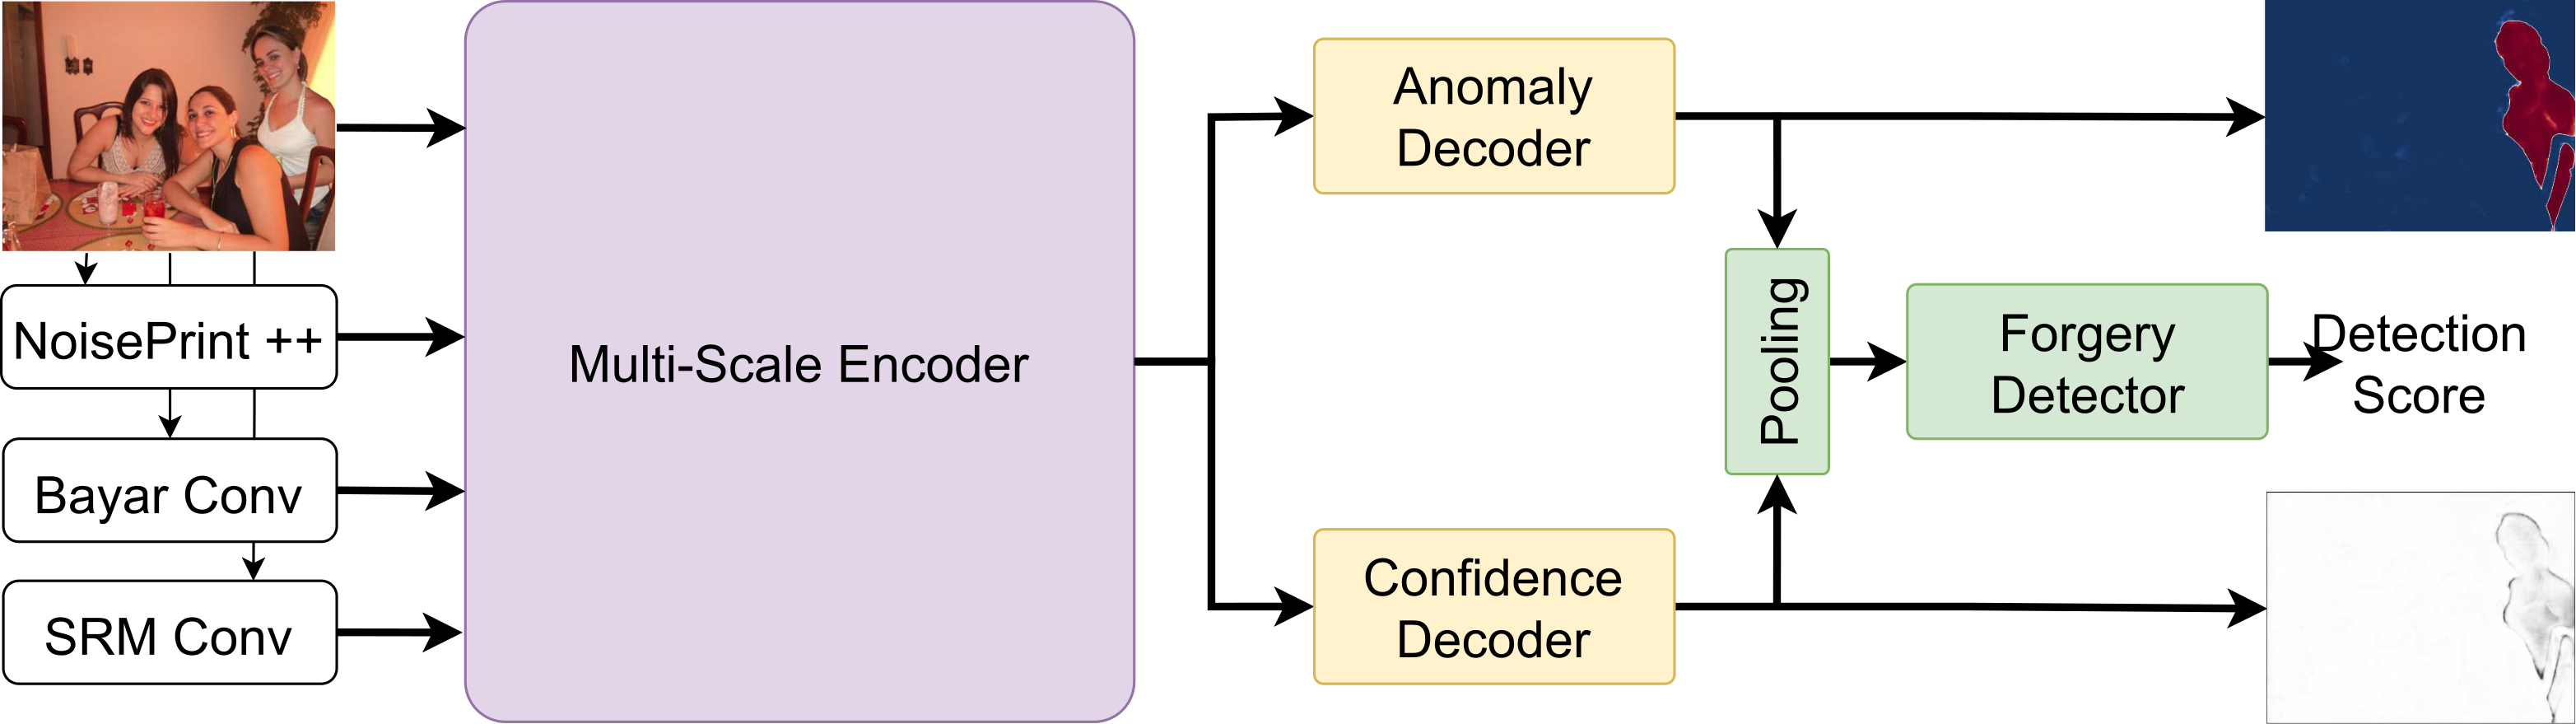 NoisePrint ++
Bayar Conv
SRM Conv
Multi-Scale Encoder
Anomaly
Decoder
Confidence
Decoder
Pooling
Forgery
Detector
Detection
Score